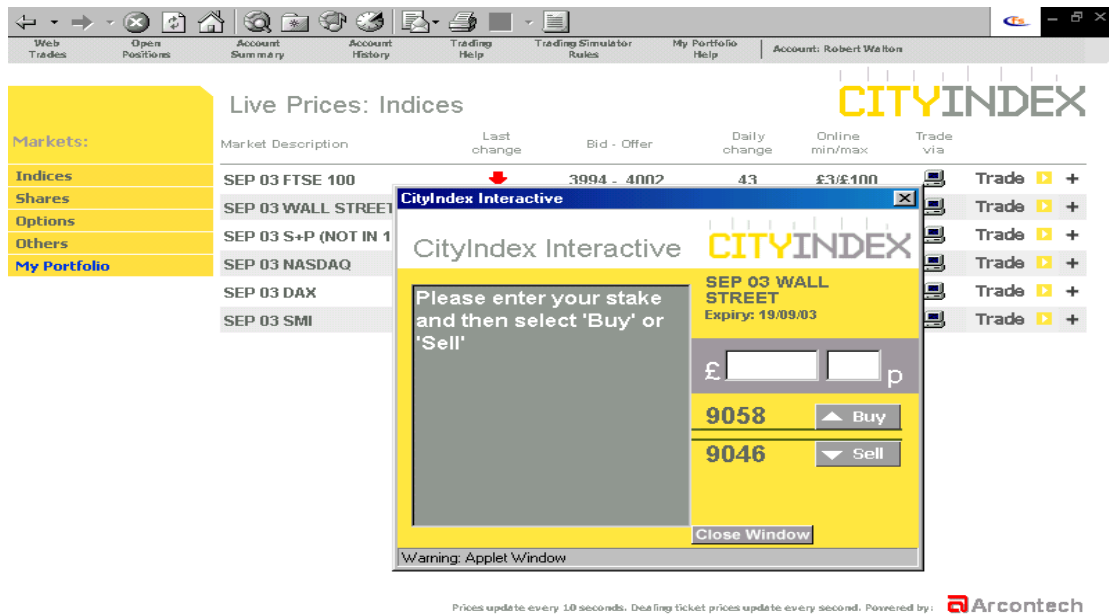 Web Trades
Open Positions
Account Summary
Account History
Trading Help
Trading Simulator Rules
My Portfolio Help
Account: Robert Walton
Live Prices: Indices
CITYINDEX
Markets:
Indices
Shares
Options
Others
My Portfolio
Market Description Last change Bid - Offer Daily change Online min/max Trade via
SEP 03 FTSE 100 3994 - 4002 43 £3/£100 Trade +
SEP 03 WALL STREET Trade +
SEP 03 S+P (NOT IN 1 Trade +
SEP 03 NASDAQ Trade +
SEP 03 DAX Trade +
SEP 03 SMI Trade +
CityIndex Interactive
CityIndex Interactive
CITYINDEX
Please enter your stake
and then select 'Buy' or
'Sell'
SEP 03 WALL
STREET
Expiry: 19/09/03
£ p
9058 Buy
9046 Sell
Close Window
Warning: Applet Window
Prices update every 10 seconds. Dealing ticket prices update every second. Powered by: Arcontech